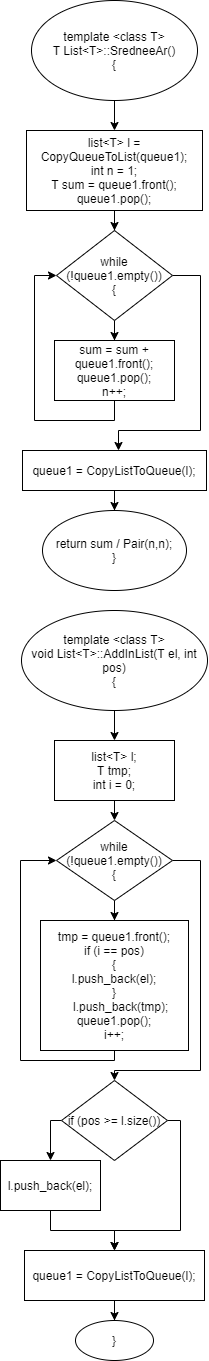 template <class T>
T List<T>::SredneeAr()
{
list<T> l =
CopyQueueToList(queue1);
int n = 1;
T sum = queue1.front();
queue1.pop();
while
(!queue1.empty())
{
sum = sum +
queue1.front();
queue1.pop();
n++;
queue1 = CopyListToQueue(l);
return sum / Pair(n,n);
}
template <class T>
void List<T>::AddInList(T el, int
pos)
{
list<T> l;
T tmp;
int i = 0;
while
(!queue1.empty())
{
tmp = queue1.front();
if (i == pos)
{
l.push_back(el);
}
l.push_back(tmp);
queue1.pop();
i++;
if (pos >= l.size())
l.push_back(el);
queue1 = CopyListToQueue(l);
}